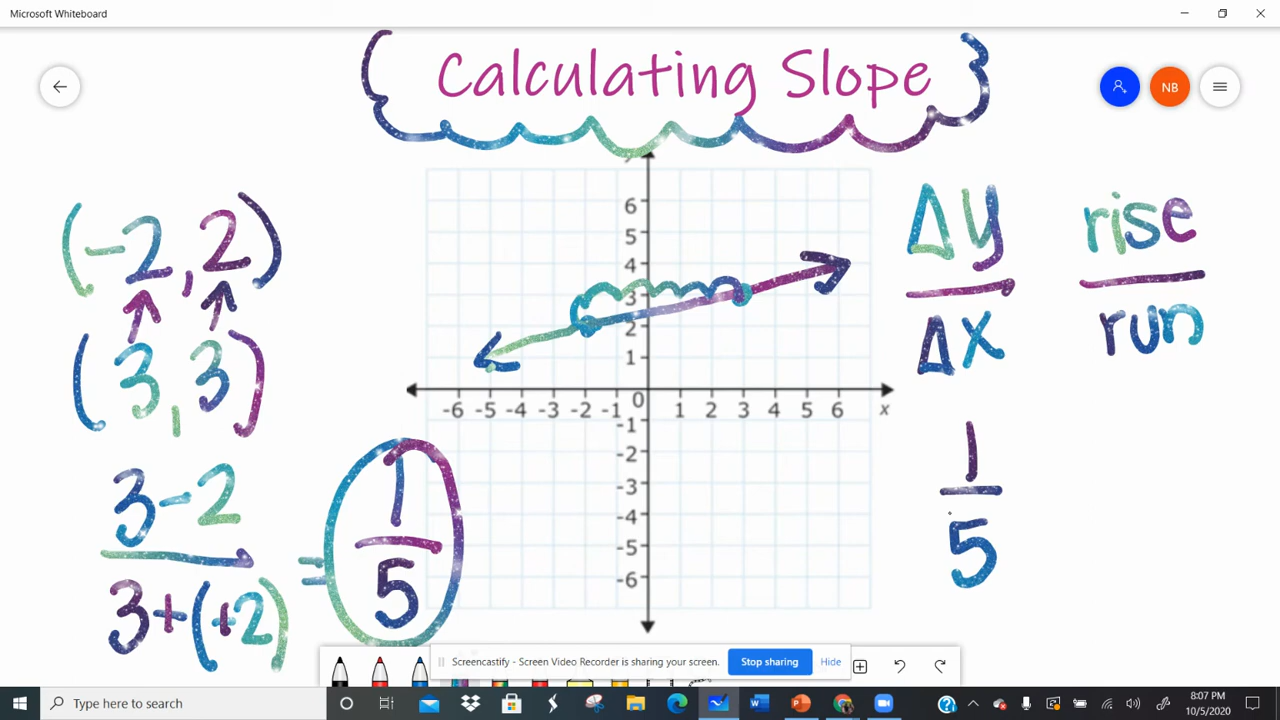 Microsoft Whiteboard
Calculating Slope
NB
(-2, 2)
(3, 3)
3-2
3+(+2)
=
1
5
y
6
5
4
3
2
1
0
-6 -5 -4 -3 -2 -1 1 2 3 4 5 6 x
-1
-2
-3
-4
-5
-6
Δy
Δx
rise
run
1
5
Screencastify - Screen Video Recorder is sharing your screen.
Stop sharing
Hide
Type here to search
8:07 PM
10/5/2020